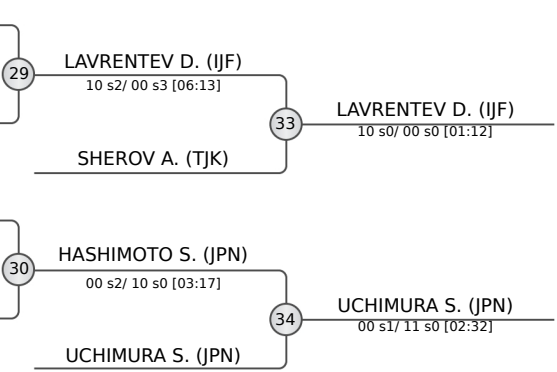 29
LAVRENTEV D. (IJF)
10 s2/ 00 s3 [06:13]
33
LAVRENTEV D. (IJF)
10 s0/ 00 s0 [01:12]
SHEROV A. (TJK)
30
HASHIMOTO S. (JPN)
00 s2/ 10 s0 [03:17]
34
UCHIMURA S. (JPN)
00 s1/ 11 s0 [02:32]
UCHIMURA S. (JPN)